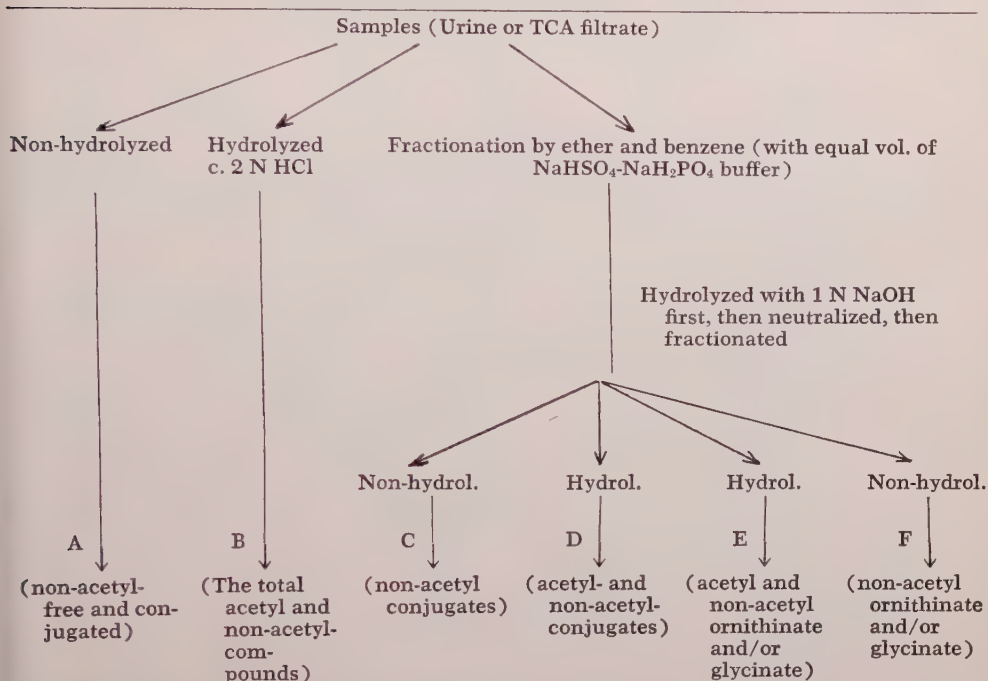 Samples (Urine or TCA filtrate)
Non-hydrolyzed
Hydrolyzed
c. 2 N HCl
Fractionation by ether and benzene (with equal vol. of
NaHSO₄-NaH₂PO₄ buffer)
Hydrolyzed with 1 N NaOH
first, then neutralized, then
fractionated
Non-hydrol.
Hydrol.
Hydrol.
Non-hydrol.
A
B
C
D
E
F
(non-acetyl-
free and con-
jugated)
(The total
acetyl and
non-acetyl-
com-
pounds)
(non-acetyl
conjugates)
(acetyl- and
non-acetyl-
conjugates)
(acetyl and
non-acetyl
ornithinate
and/or
glycinate)
(non-acetyl
ornithinate
and/or
glycinate)